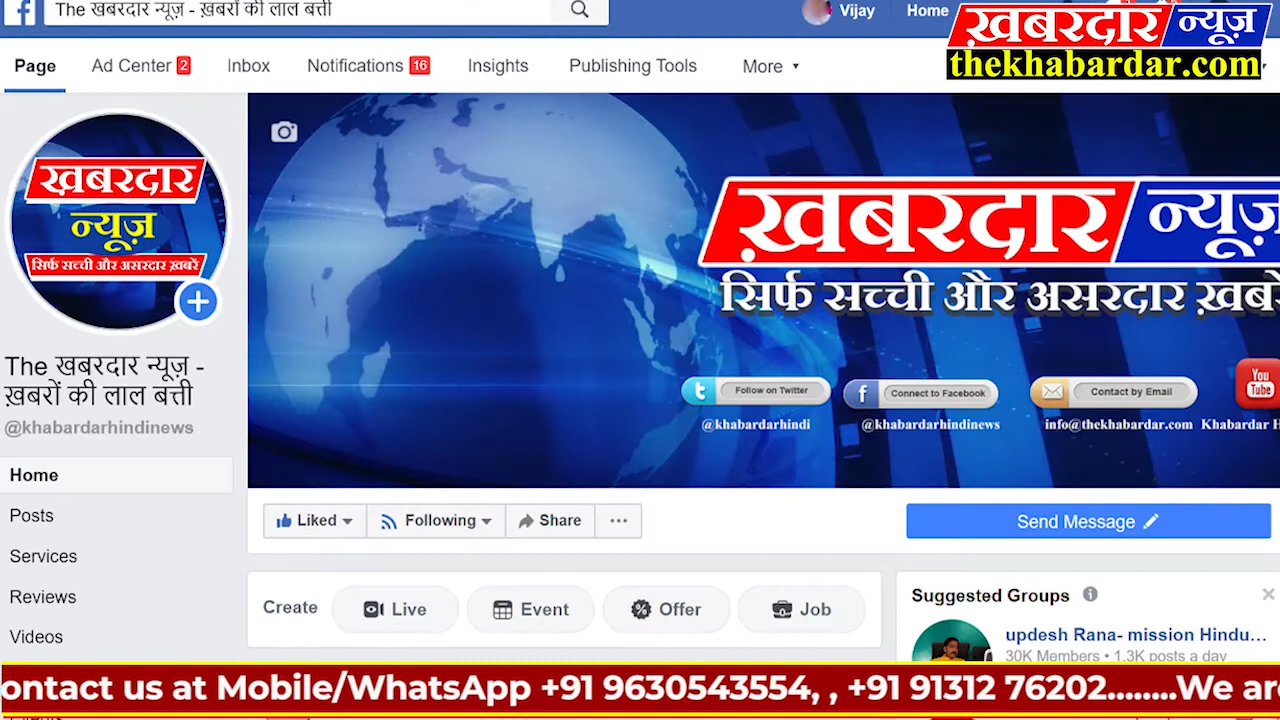 The खबरदार न्यूज़ - ख़बरों की लाल बत्ती
Vijay
Home
ख़बरदार न्यूज़
thekhabardar.com
Page
Ad Center 2
Inbox
Notifications 16
Insights
Publishing Tools
More
ख़बरदार
न्यूज़
सिर्फ सच्ची और असरदार ख़बरें
ख़बरदार न्यूज़
सिर्फ सच्ची और असरदार ख़बरें
Follow on Twitter
Connect to Facebook
Contact by Email
You
Tube
@khabardarhindi
@khabardarhindinews
info@thekhabardar.com
Khabardar H
The खबरदार न्यूज़ -
ख़बरों की लाल बत्ती
@khabardarhindinews
Home
Posts
Services
Reviews
Videos
Liked
Following
Share
Send Message
Create
Live
Event
Offer
Job
Suggested Groups
updesh Rana- mission Hindu...
30K Members • 1.3K posts a day
ontact us at Mobile/WhatsApp +91 9630543554, , +91 91312 76202........We ar